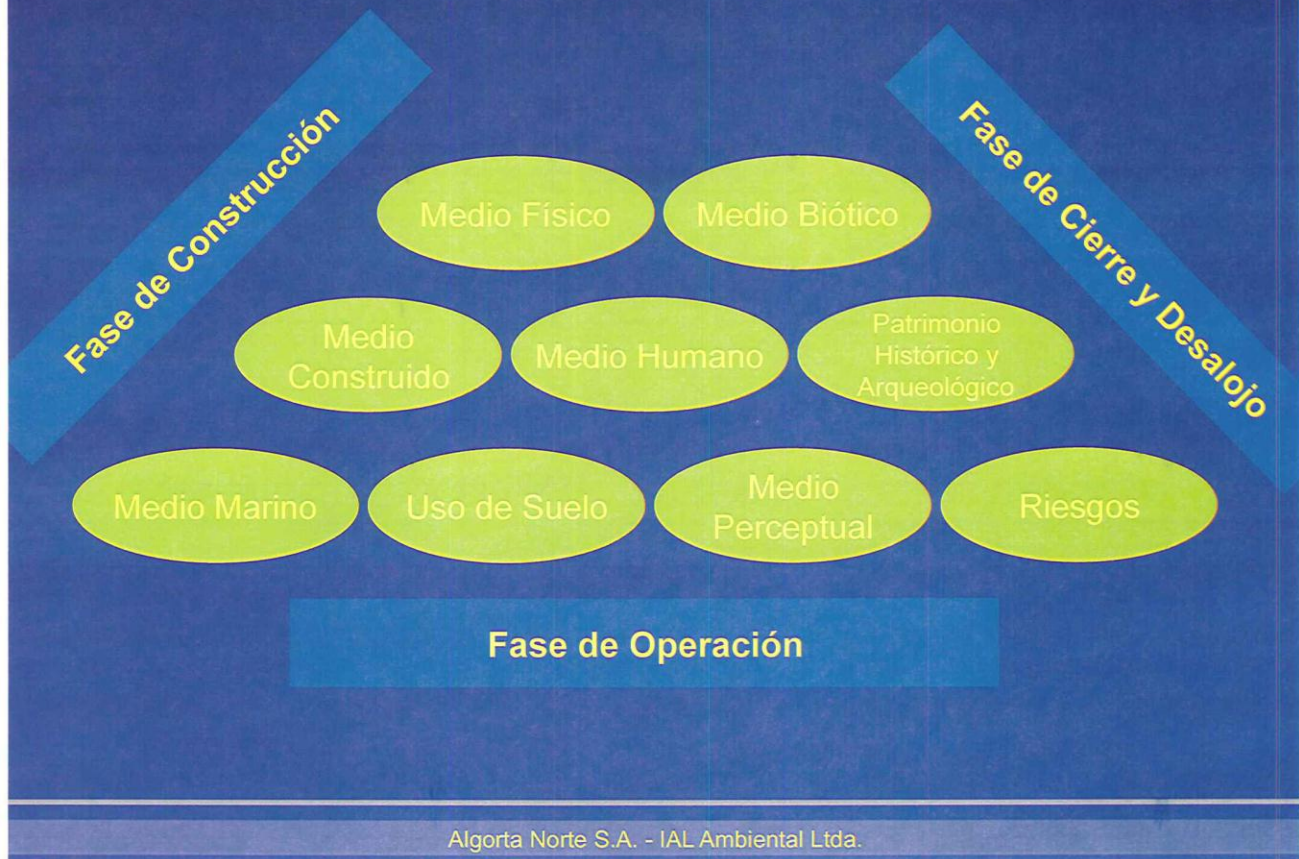 Fase de Construcción
Fase de Cierre y Desalojo
Medio Físico
Medio Biótico
Medio
Construido
Medio Humano
Patrimonio
Histórico y
Arqueológico
Medio Marino
Uso de Suelo
Medio
Perceptual
Riesgos
Fase de Operación
Algorta Norte S.A. - IAL Ambiental Ltda.